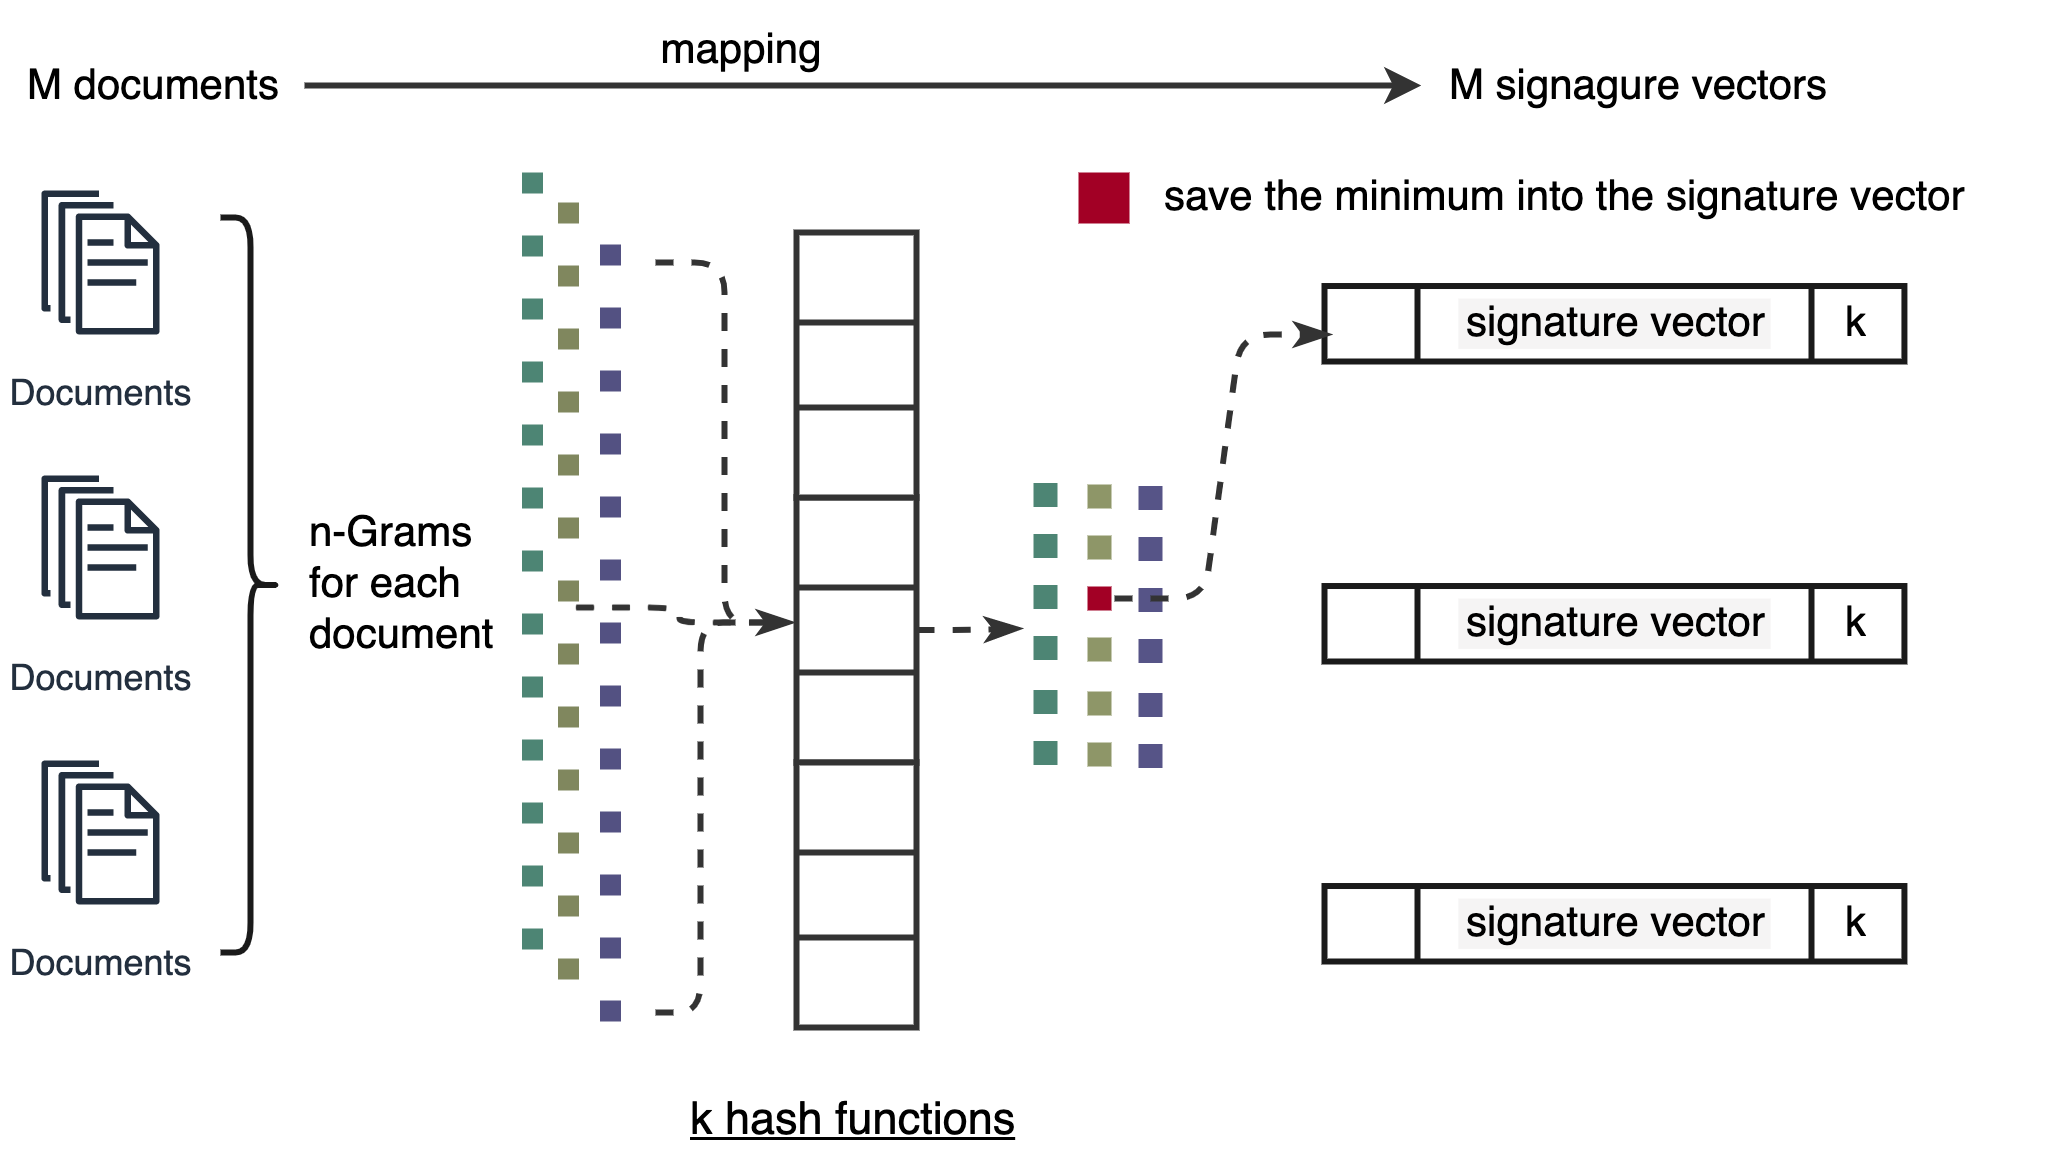 mapping
M documents
M signagure vectors
save the minimum into the signature vector
Documents
Documents
Documents
n-Grams
for each
document
signature vector
k
signature vector
k
signature vector
k
k hash functions